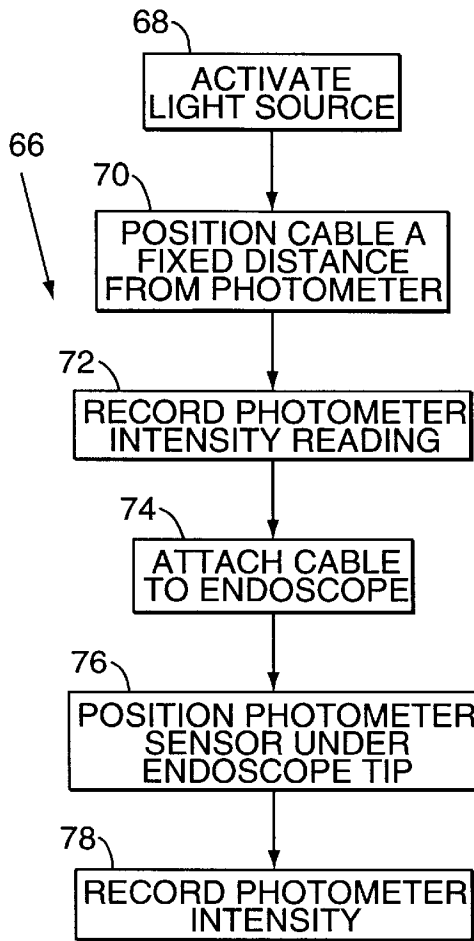 68
ACTIVATE
LIGHT SOURCE
66
70
POSITION CABLE A
FIXED DISTANCE
FROM PHOTOMETER
72
RECORD PHOTOMETER
INTENSITY READING
74
ATTACH CABLE
TO ENDOSCOPE
76
POSITION PHOTOMETER
SENSOR UNDER
ENDOSCOPE TIP
78
RECORD PHOTOMETER
INTENSITY